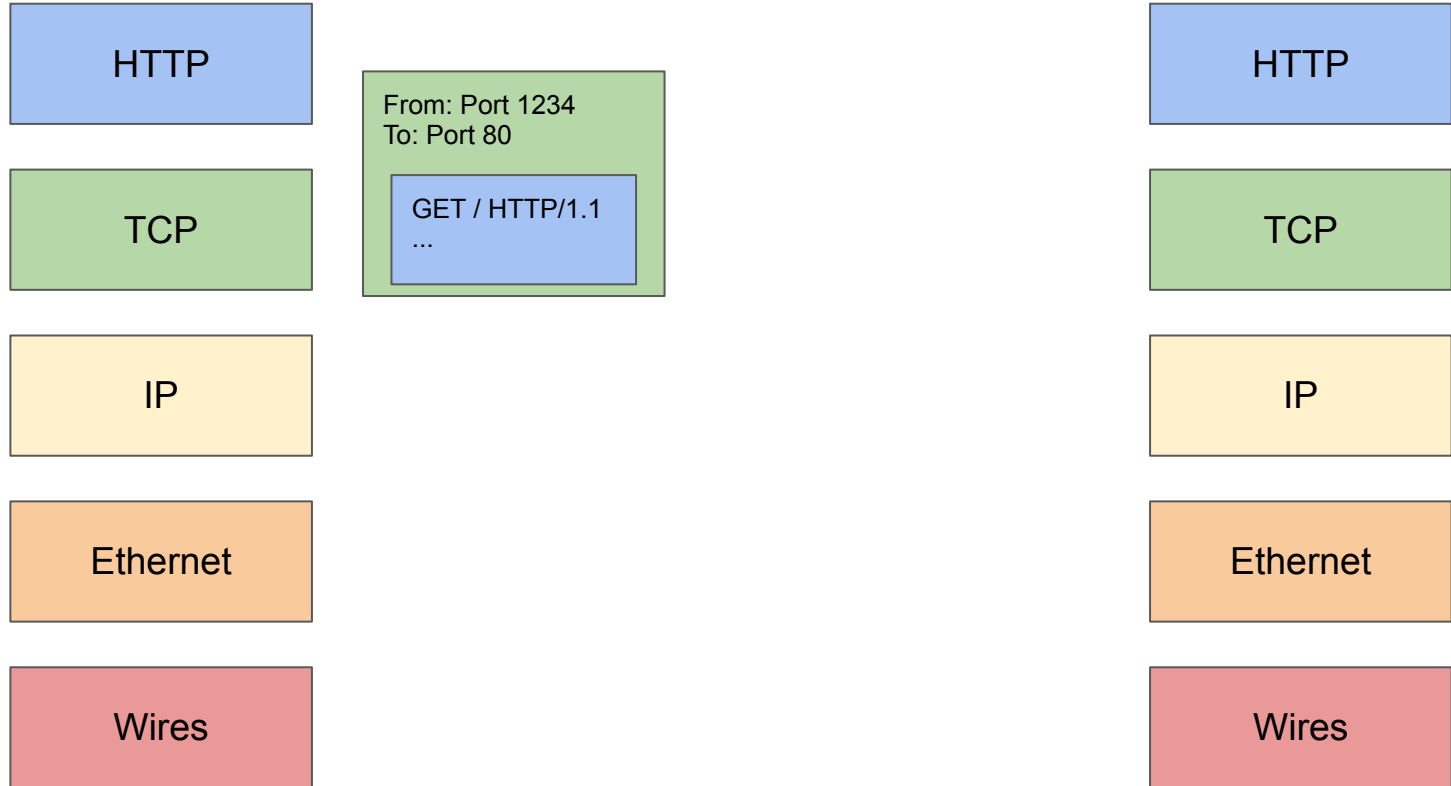 HTTP
TCP
IP
Ethernet
Wires
From: Port 1234
To: Port 80
GET / HTTP/1.1
...
HTTP
TCP
IP
Ethernet
Wires